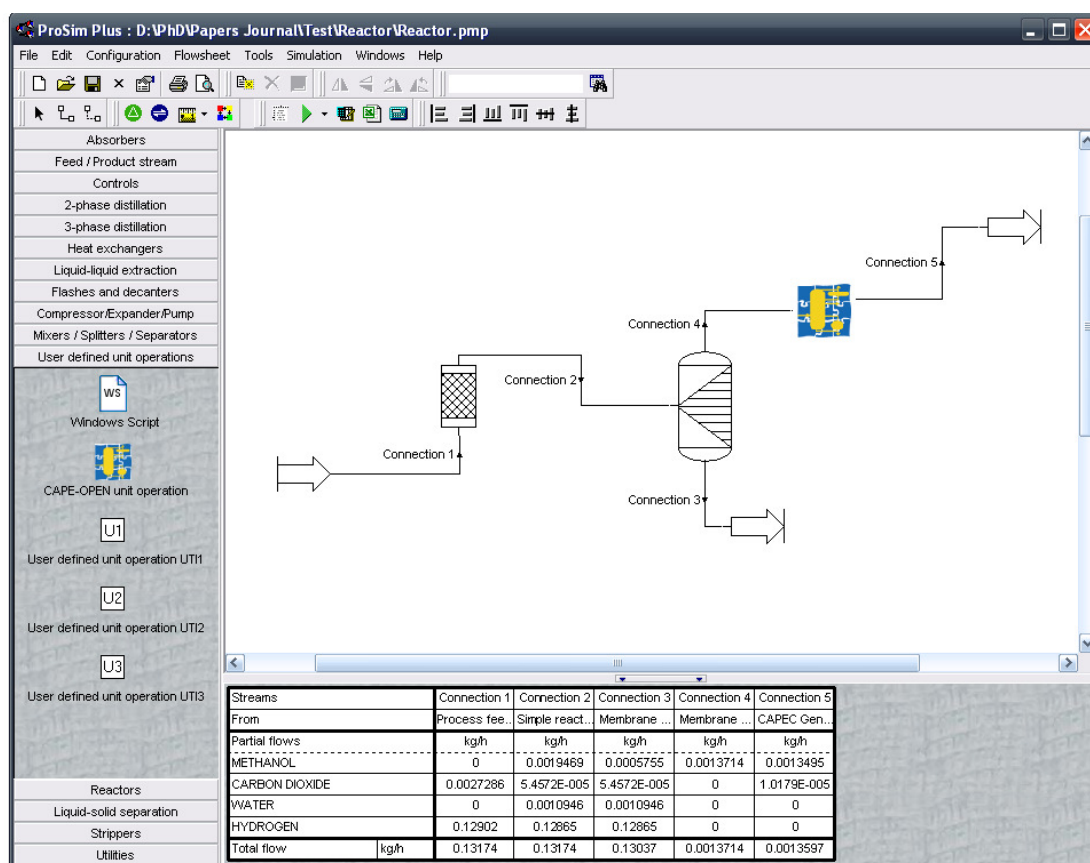 ProSim Plus : D:\PhD\Papers Journal\Test\Reactor\Reactor.pmp
File Edit Configuration Flowsheet Tools Simulation Windows Help
Absorbers
Feed / Product stream
Controls
2-phase distillation
3-phase distillation
Heat exchangers
Liquid-liquid extraction
Flashes and decanters
Compressor/Expander/Pump
Mixers / Splitters / Separators
User defined unit operations
WS
Windows Script
CAPE-OPEN unit operation
U1
User defined unit operation UTI1
U2
User defined unit operation UTI2
U3
User defined unit operation UTI3
Reactors
Liquid-solid separation
Strippers
Utilities
Connection 5
Connection 4
Connection 2
Connection 1
Connection 3
Streams Connection 1 Connection 2 Connection 3 Connection 4 Connection 5
From Process fee... Simple react... Membrane ... Membrane ... CAPEC Gen...
Partial flows kg/h kg/h kg/h kg/h kg/h
METHANOL 0 0.0019469 0.0005755 0.0013714 0.0013495
CARBON DIOXIDE 0.0027286 5.4572E-005 5.4572E-005 0 1.0179E-005
WATER 0 0.0010946 0.0010946 0 0
HYDROGEN 0.12902 0.12865 0.12865 0 0
Total flow kg/h 0.13174 0.13174 0.13037 0.0013714 0.0013597